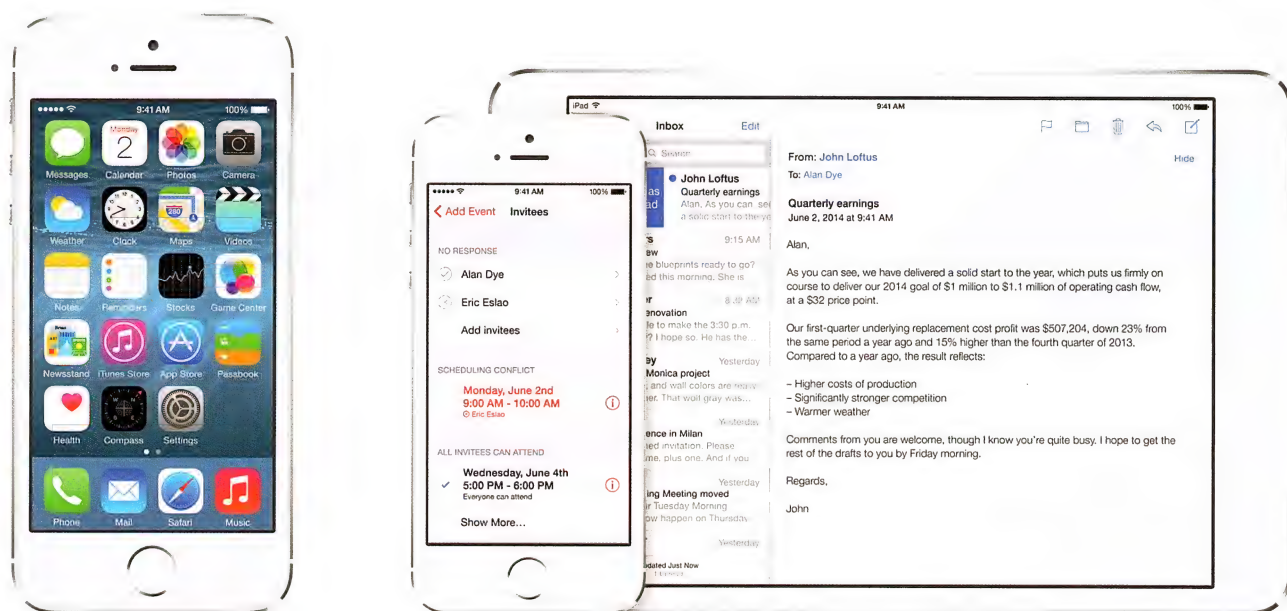 9:41 AM
100%
Monday
2
280
Messages
Calendar
Photos
Camera
Weather
Clock
Maps
Videos
Notes
Reminders
Stocks
Game Center
Newsstand
iTunes Store
App Store
Passbook
Health
Compass
Settings
Phone
Mail
Safari
Music
9:41 AM
100%
Add Event
Invitees
NO RESPONSE
Alan Dye
Eric Eslao
Add invitees
SCHEDULING CONFLICT
Monday, June 2nd
9:00 AM - 10:00 AM
Eric Eslao
ALL INVITEES CAN ATTEND
Wednesday, June 4th
5:00 PM - 6:00 PM
Everyone can attend
Show More...
iPad
9:41 AM
100%
Inbox
Edit
Search
John Loftus
Quarterly earnings
Alan, As you can see
a solid start to the
9:15 AM
blueprints ready to go?
this morning. She is
to make the 3:30 p.m.
? I hope so. He has the ...
Yesterday
Monica project
and wall colors are
That wolf gray was...
Yesterday
in Milan
invitation. Please
plus one. And if you
Yesterday
Meeting moved
Tuesday Morning
happen on Thursday
Yesterday
Updated Just Now
From: John Loftus
Hide
To: Alan Dye
Quarterly earnings
June 2, 2014 at 9:41 AM
Alan,
As you can see, we have delivered a solid start to the year, which puts us firmly on
course to deliver our 2014 goal of $1 million to $1.1 million of operating cash flow,
at a $32 price point.
Our first-quarter underlying replacement cost profit was $507,204, down 23% from
the same period a year ago and 15% higher than the fourth quarter of 2013.
Compared to a year ago, the result reflects:
– Higher costs of production
– Significantly stronger competition
– Warmer weather
Comments from you are welcome, though I know you're quite busy. I hope to get the
rest of the drafts to you by Friday morning.
Regards,
John